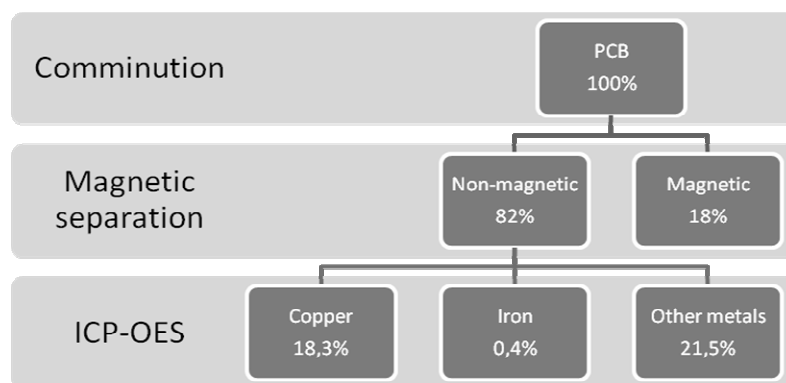 Comminution
PCB
100%
Magnetic
separation
Non-magnetic
82%
Magnetic
18%
ICP-OES
Copper
18,3%
Iron
0,4%
Other metals
21,5%